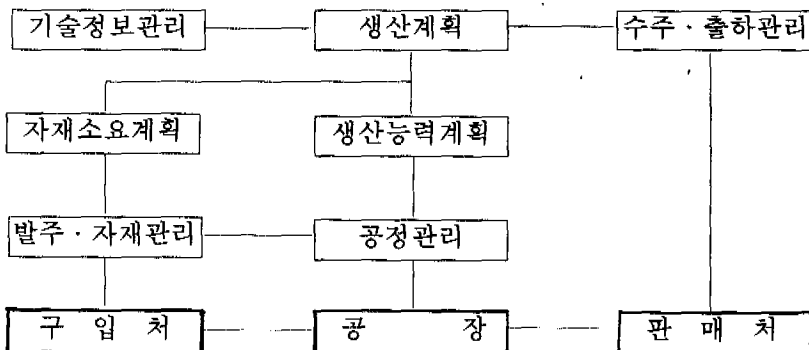 기술정보관리 생산계획 수주·출하관리
자재소요계획 생산능력계획
발주·자재관리 공정관리
구 입 처 공 장 판 매 처